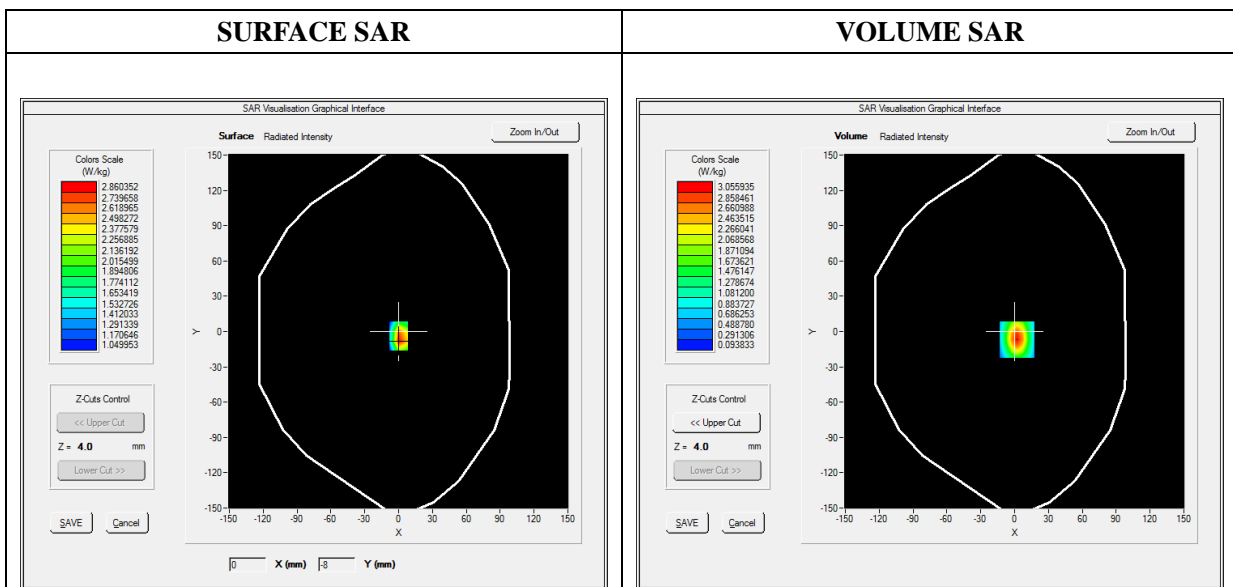 SURFACE SAR
VOLUME SAR
SAR Visualisation Graphical Interface
Surface Radiated Intensity
Zoom In/Out
Colors Scale
(W/kg)
2.860352
2.739658
2.618965
2.498272
2.377579
2.256885
2.136192
2.015499
1.894806
1.774112
1.653419
1.532726
1.412033
1.291339
1.170646
1.049953
150
120
90
60
30
0
-30
-60
-90
-120
-150
Y
-150 -120 -90 -60 -30 0 30 60 90 120 150
X
Z-Cuts Control
<< Upper Cut
Z = 4.0 mm
Lower Cut >>
SAVE Cancel
0 X (mm) -8 Y (mm)
SAR Visualisation Graphical Interface
Volume Radiated Intensity
Zoom In/Out
Colors Scale
(W/kg)
3.055935
2.858461
2.660988
2.463515
2.266041
2.068568
1.871094
1.673621
1.476147
1.278674
1.081200
0.883727
0.686253
0.488780
0.291306
0.093833
150
120
90
60
30
0
-30
-60
-90
-120
-150
Y
-150 -120 -90 -60 -30 0 30 60 90 120 150
X
Z-Cuts Control
<< Upper Cut
Z = 4.0 mm
Lower Cut >>
SAVE Cancel